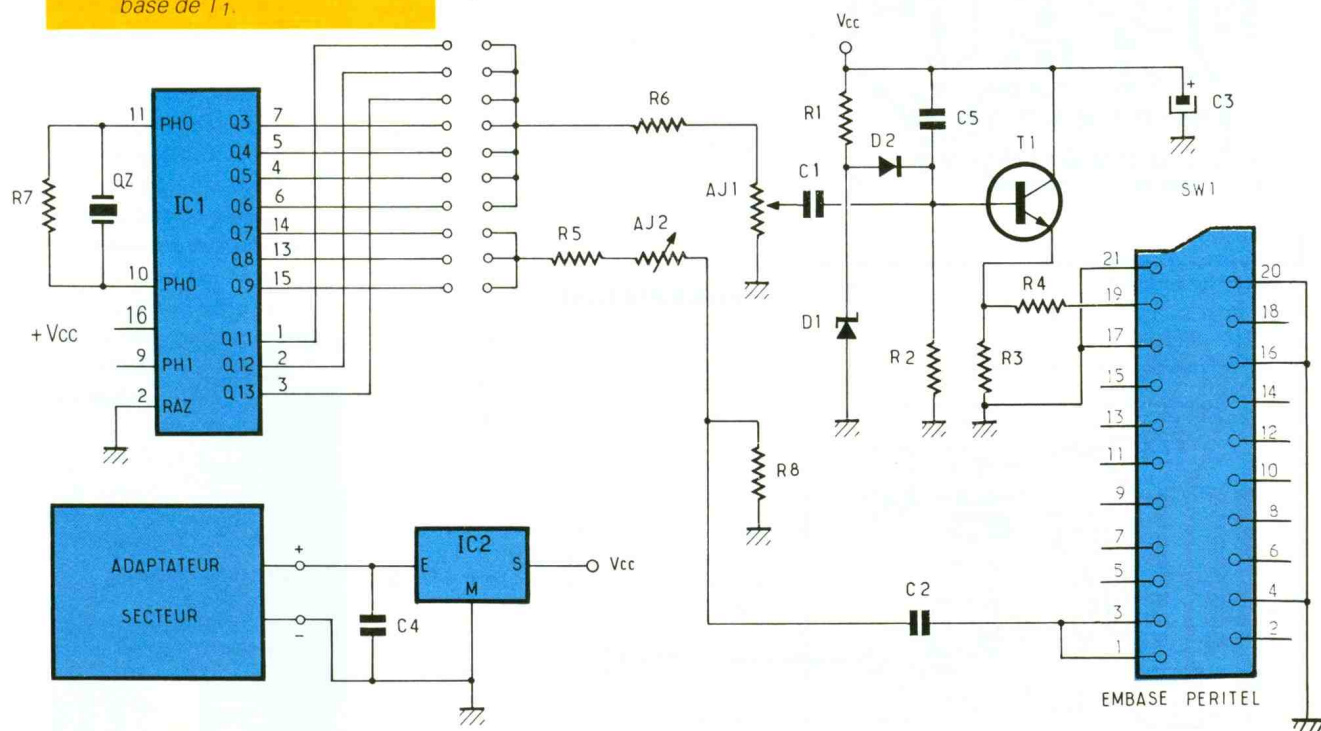 base de T1.
Vcc
R1
C5
D2
C1
T1
+
C3
SW1
R6
AJ1
D1
R2
R3
R4
11
PHO
Q3
7
Q4
5
Q5
4
Q6
6
Q7
14
Q8
13
Q9
15
R7
QZ
IC1
10
PHO
16
+ Vcc
9
PH1
2
RAZ
Q11
1
Q12
2
Q13
3
R5
AJ2
R8
C2
21
19
17
15
13
11
9
7
5
3
1
20
18
16
14
12
10
8
6
4
2
EMBASE PERITEL
ADAPTATEUR
SECTEUR
+
–
C4
IC2
E
S
M
Vcc